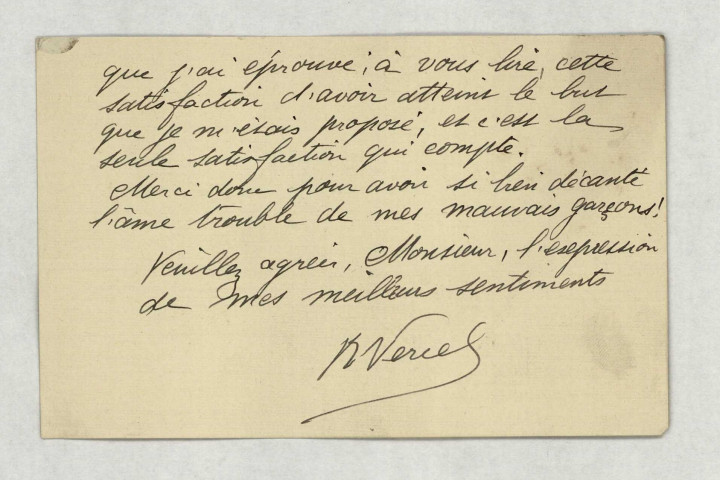 que j'ai éprouvé, à vous lire, cette
satisfaction d'avoir atteint le but
que je m'étais proposé, et c'est la
seule satisfaction qui compte.
Merci donc pour avoir si bien décanté
l'âme trouble de mes mauvais garçons!
Veuillez agréer, Monsieur, l'expression
de mes meilleurs sentiments
R Vercel